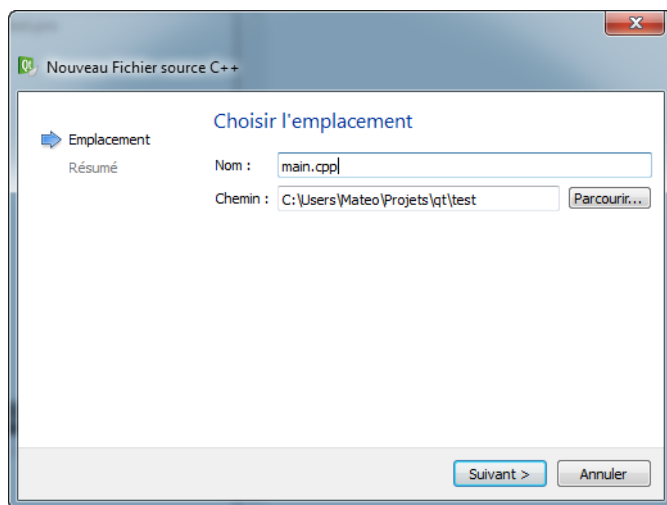 Qt Nouveau Fichier source C++
Choisir l'emplacement
Emplacement
Résumé
Nom : main.cpp
Chemin : C:\Users\Mateo\Projets\qt\test Parcourir...
Suivant > Annuler